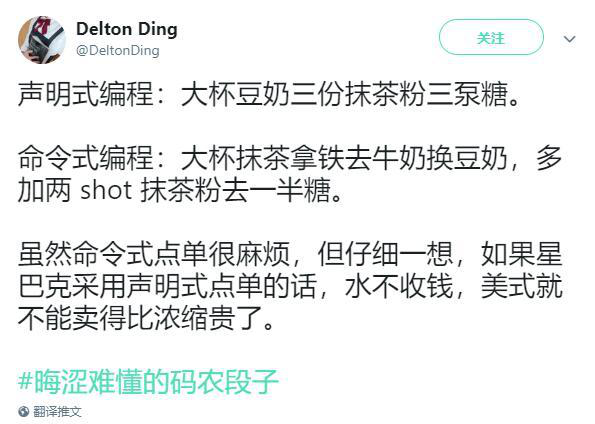 Delton Ding
@DeltonDing
关注
声明式编程：大杯豆奶三份抹茶粉三泵糖。
命令式编程：大杯抹茶拿铁去牛奶换豆奶，多
加两 shot 抹茶粉去一半糖。
虽然命令式点单很麻烦，但仔细一想，如果星
巴克采用声明式点单的话，水不收钱，美式就
不能卖得比浓缩贵了。
#晦涩难懂的码农段子
翻译推文